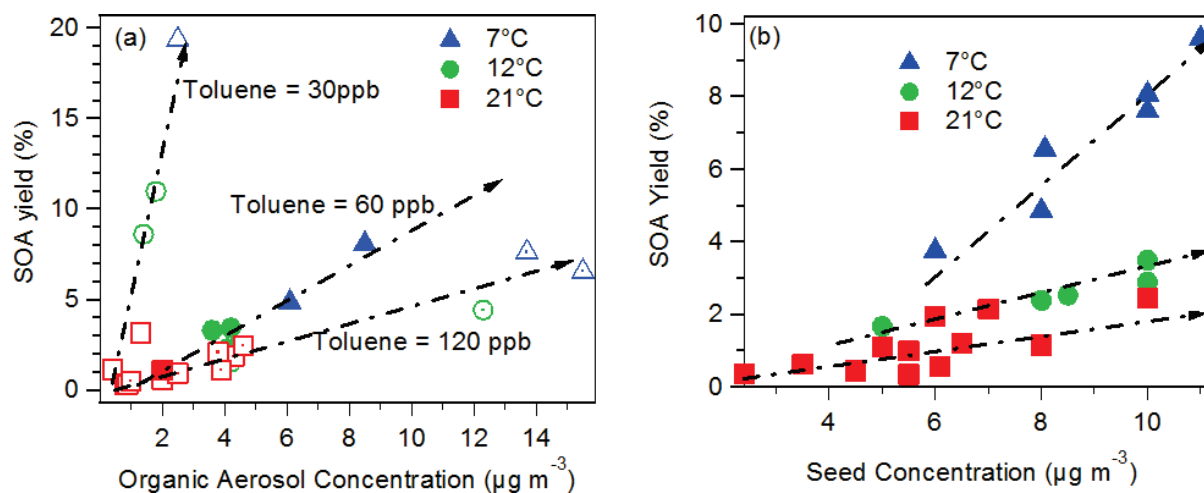 (a)
7°C
12°C
21°C
Toluene = 30ppb
Toluene = 60 ppb
Toluene = 120 ppb
SOA yield (%)
20
15
10
5
0
2 4 6 8 10 12 14
Organic Aerosol Concentration (µg m⁻³)
(b)
7°C
12°C
21°C
SOA Yield (%)
10
8
6
4
2
0
4 6 8 10
Seed Concentration (µg m⁻³)